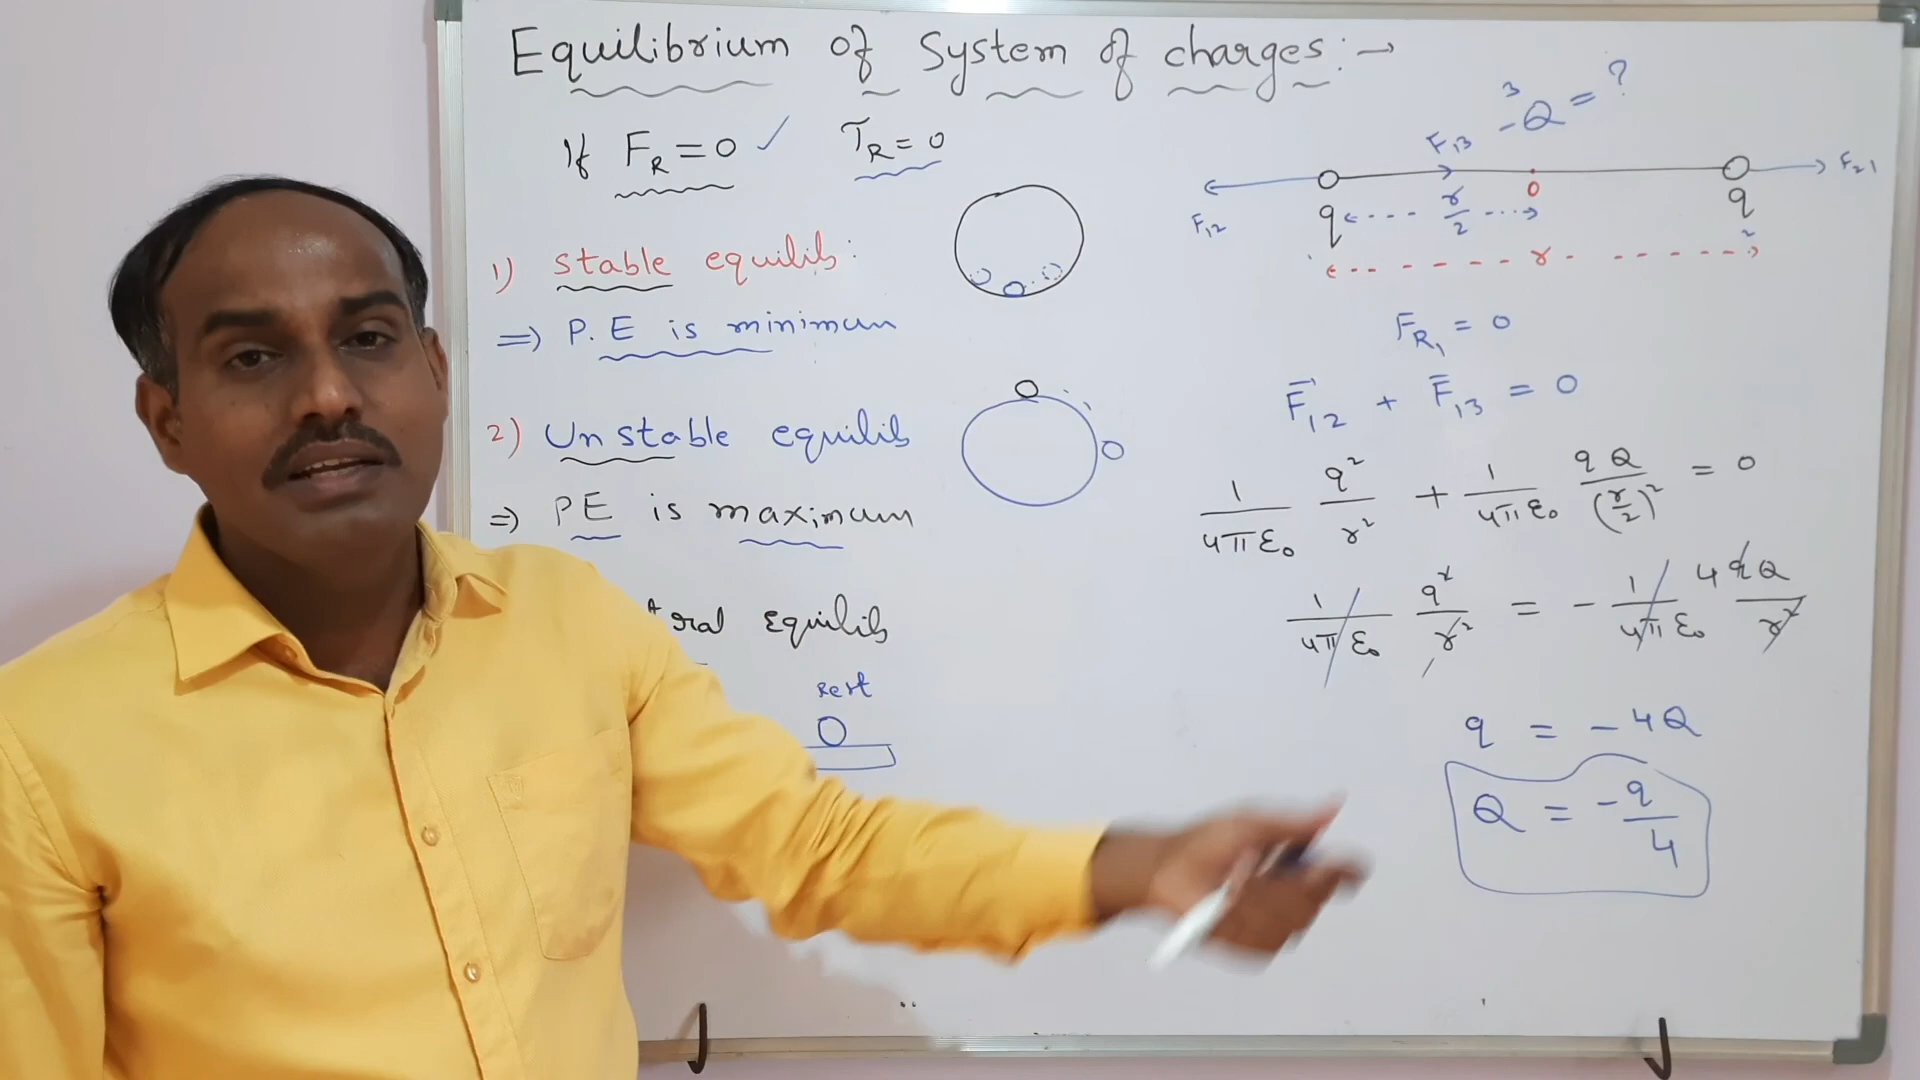 Equilibrium of System of charges:→
If F_R = 0 ✓ τ_R = 0
1) stable equilib:
⇒ P.E is minimum
2) Unstable equilib
⇒ PE is maximum
tral Equilib
Rest
3
-Q = ?
F₁₃
F₂₁
F₁₂
0
q
r/2
q
2
r
F_R₁ = 0
F₁₂ + F₁₃ = 0
1/4πε₀ q²/r² + 1/4πε₀ qQ/(r/2)² = 0
1/4πε₀ q²/r² = - 1/4πε₀ 4qQ/r²
q = -4Q
Q = -q/4